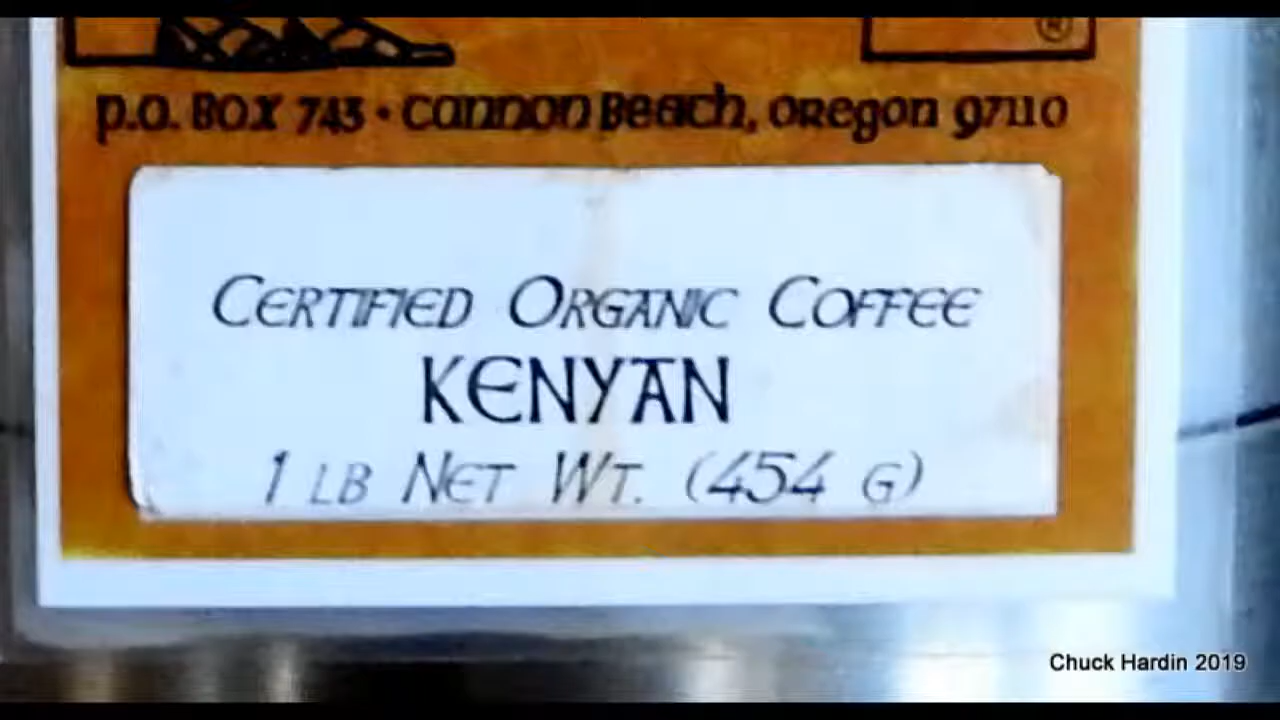 ®
P.O. BOX 743 • Cannon Beach, Oregon 97110
CERTIFIED ORGANIC COFFEE
KENYAN
1 LB NET WT. (454 G)
Chuck Hardin 2019